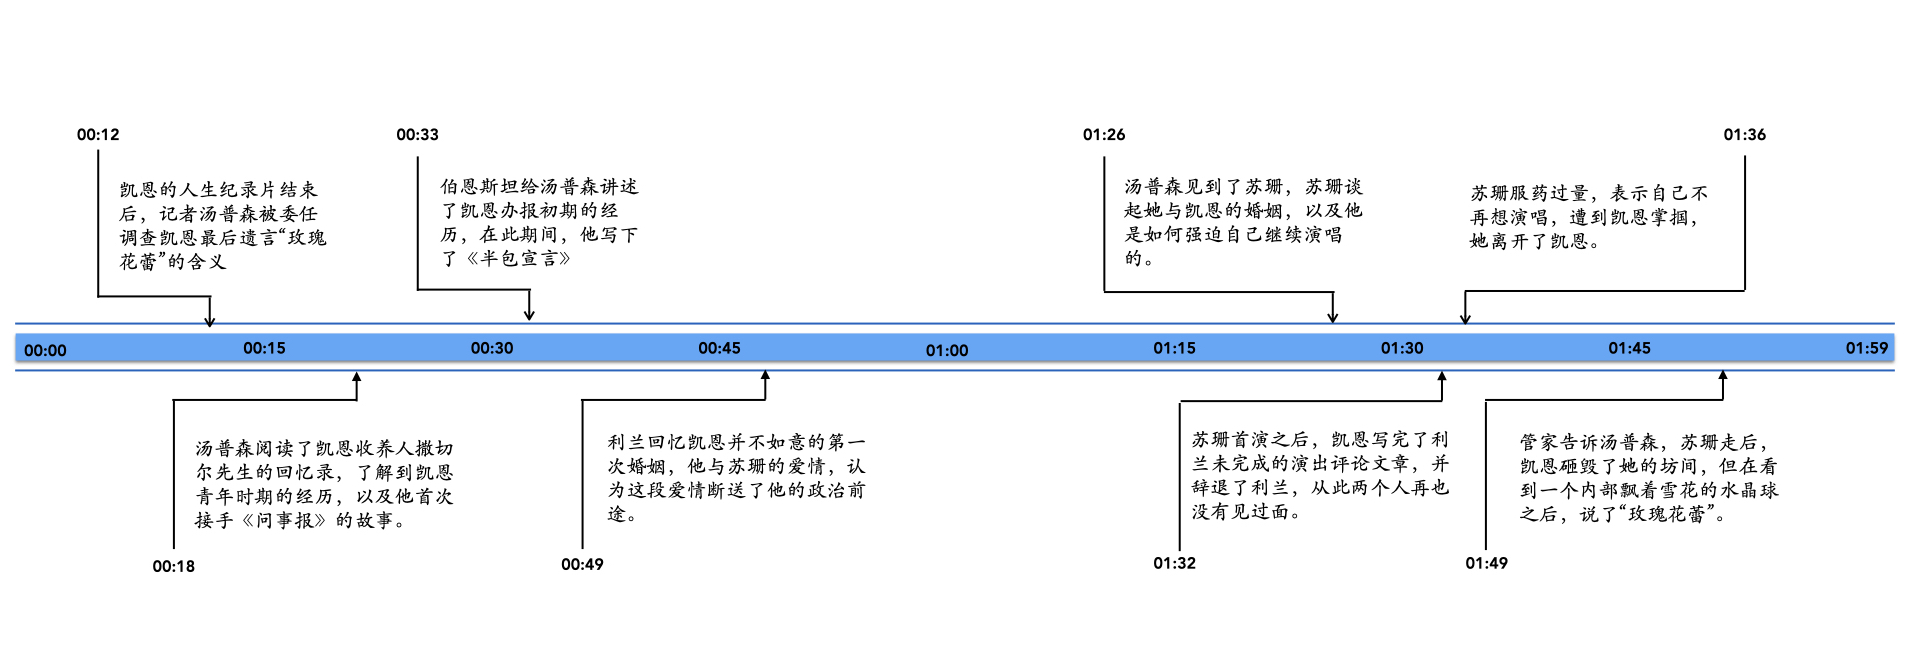 00:12
凯恩的人生纪录片结束
后，记者汤普森被委任
调查凯恩最后遗言“玫瑰
花蕾”的含义
00:33
伯恩斯坦给汤普森讲述
了凯恩办报初期的经
历，在此期间，他写下
了《半包宣言》
01:26
汤普森见到了苏珊，苏珊谈
起她与凯恩的婚姻，以及他
是如何强迫自己继续演唱
的。
01:36
苏珊服药过量，表示自己不
再想演唱，遭到凯恩掌掴，
她离开了凯恩。
00:00
00:15
00:30
00:45
01:00
01:15
01:30
01:45
01:59
汤普森阅读了凯恩收养人撒切
尔先生的回忆录，了解到凯恩
青年时期的经历，以及他首次
接手《问事报》的故事。
00:18
利兰回忆凯恩并不如意的第一
次婚姻，他与苏珊的爱情，认
为这段爱情断送了他的政治前
途。
00:49
苏珊首演之后，凯恩写完了利
兰未完成的演出评论文章，并
辞退了利兰，从此两个人再也
没有见过面。
01:32
管家告诉汤普森，苏珊走后，
凯恩砸毁了她的坊间，但在看
到一个内部飘着雪花的水晶球
之后，说了“玫瑰花蕾”。
01:49